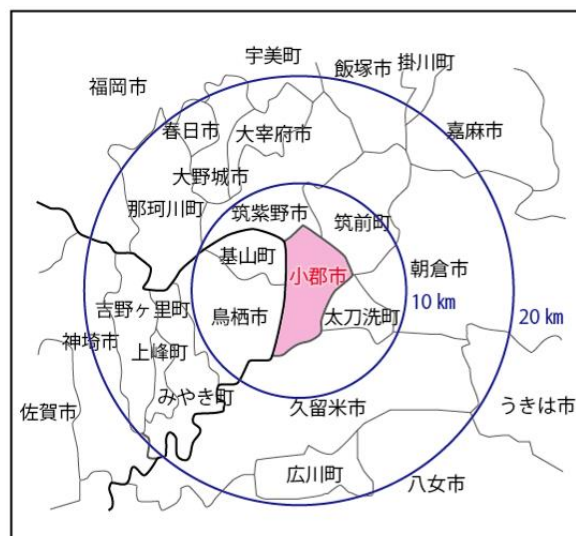 宇美町
飯塚市
掛川町
福岡市
春日市
大宰府市
嘉麻市
大野城市
那珂川町
筑紫野市
筑前町
基山町
小郡市
朝倉市
10 km
20 km
吉野ヶ里町
鳥栖市
太刀洗町
神埼市
上峰町
みやき町
佐賀市
久留米市
うきは市
広川町
八女市